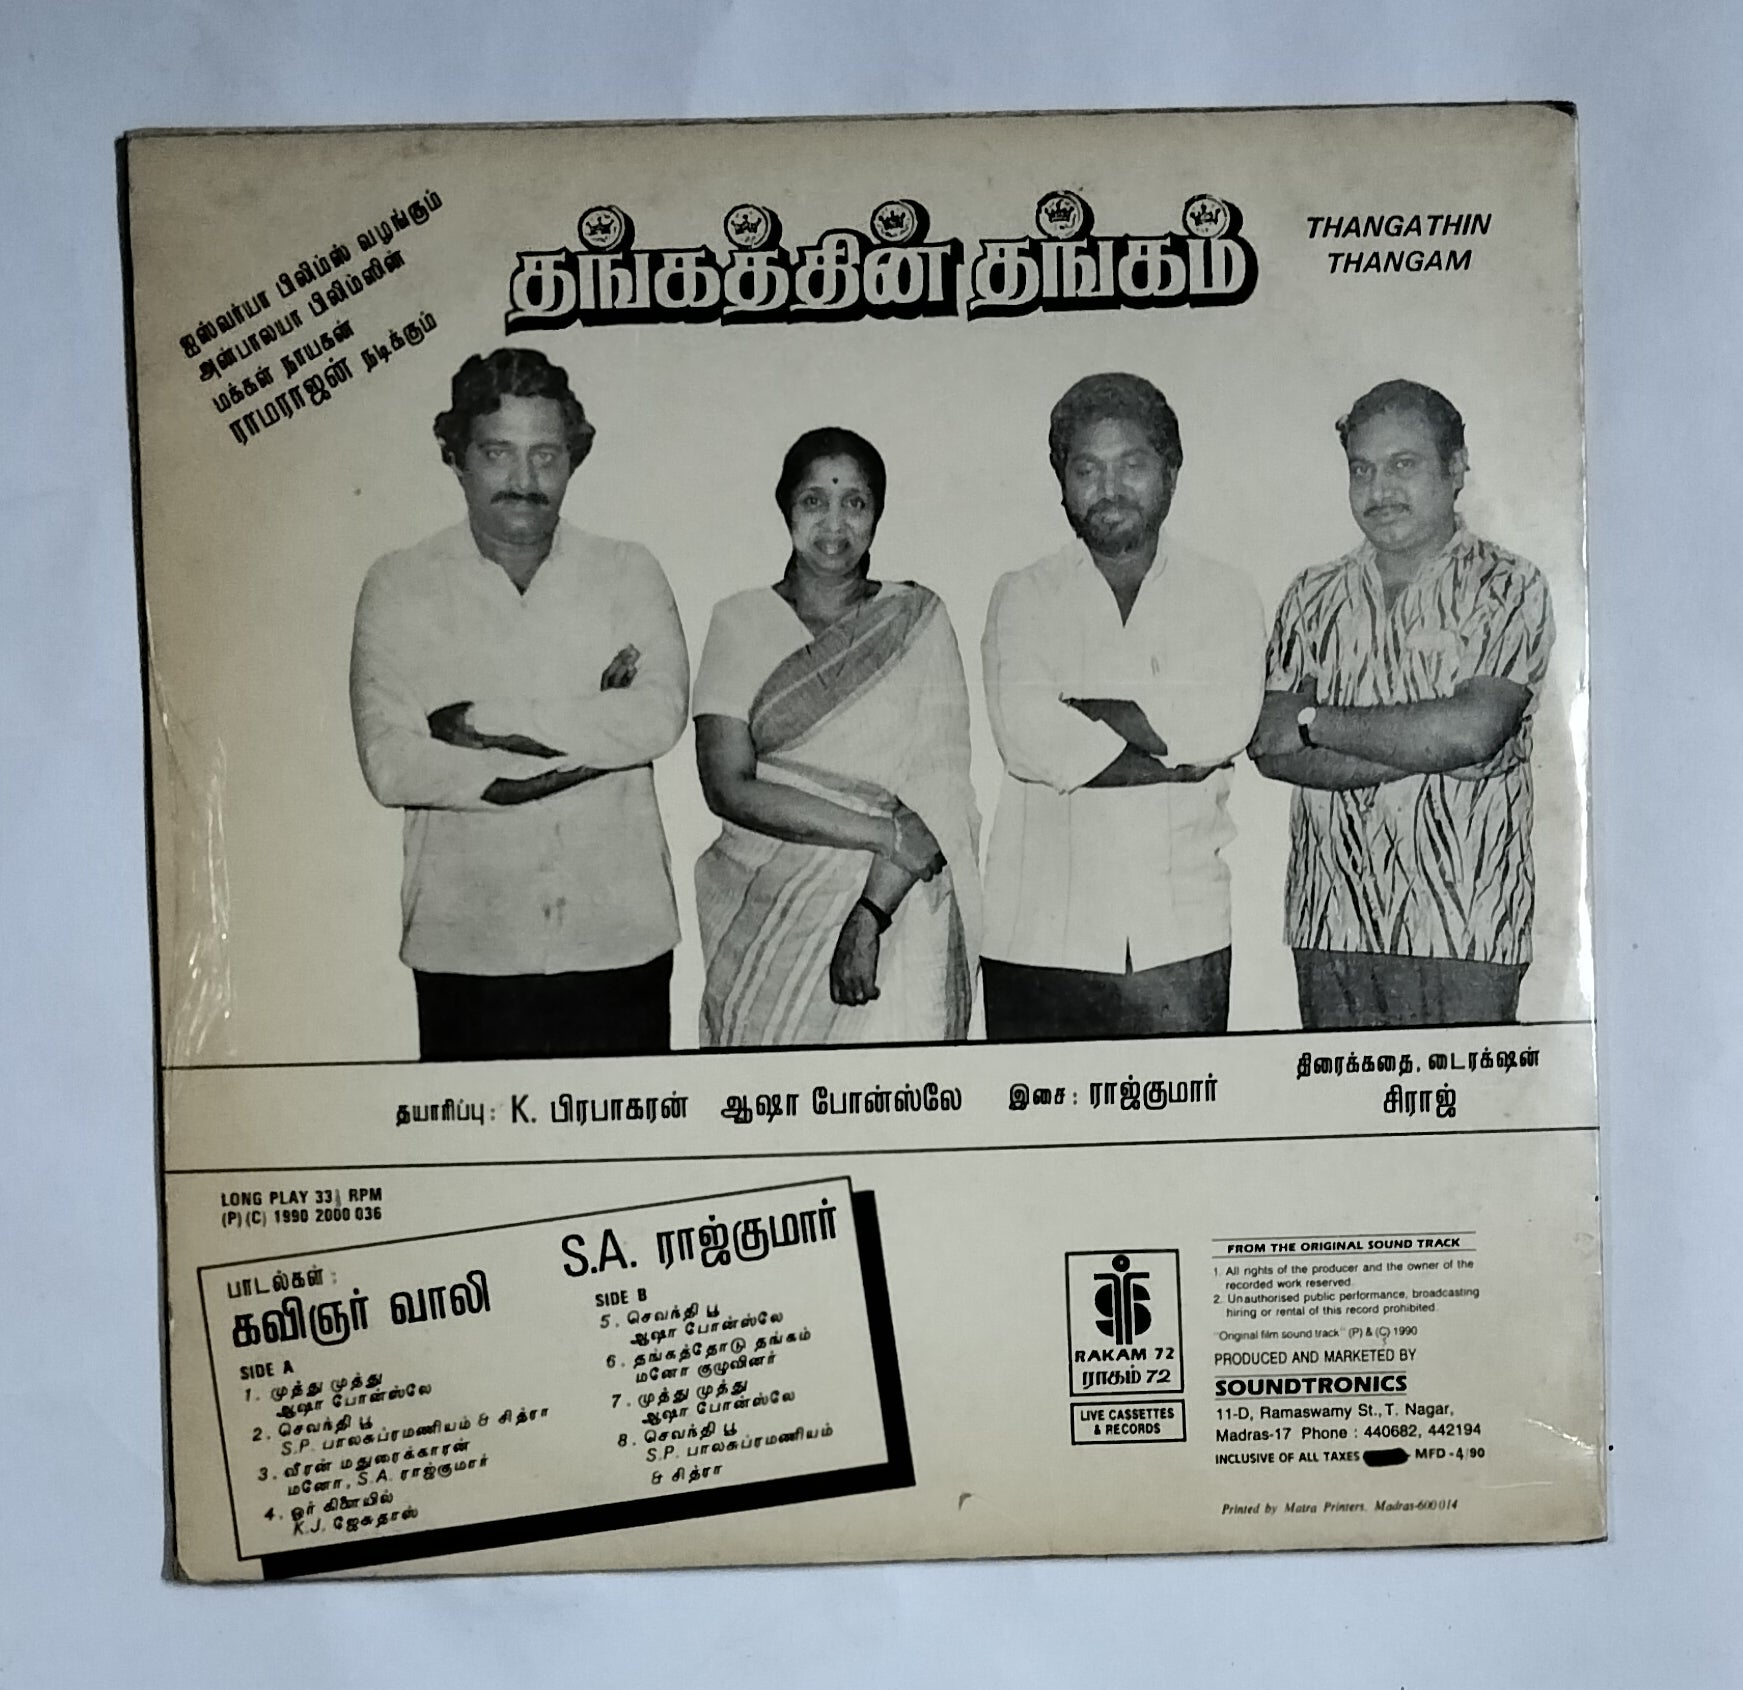 ஐஸ்வர்யா பிலிம்ஸ் வழங்கும்
அன்பாலயா பிலிம்ஸின்
மக்கள் நாயகன்
ராமராஜன் நடிக்கும்
தங்கத்தின் தங்கம்
THANGATHIN
THANGAM
தயாரிப்பு: K. பிரபாகரன்
ஆஷா போன்ஸ்லே
இசை: ராஜ்குமார்
திரைக்கதை, டைரக்‌ஷன்
சிராஜ்
LONG PLAY 33⅓ RPM
(P)(C) 1990 2000 036
பாடல்கள்:
கவிஞர் வாலி
S.A. ராஜ்குமார்
SIDE A
1. முத்து முத்து
ஆஷா போன்ஸ்லே
2. செவந்தி பூ
S.P. பாலசுப்ரமணியம் & சித்ரா
3. வீரன் மதுரைக்காரன்
மனோ, S.A. ராஜ்குமார்
4. ஓர் கிளையில்
K.J. ஜேசுதாஸ்
SIDE B
5. செவந்தி பூ
ஆஷா போன்ஸ்லே
6. தங்கத்தோடு தங்கம்
மனோ குழுவினர்
7. முத்து முத்து
ஆஷா போன்ஸ்லே
8. செவந்தி பூ
S.P. பாலசுப்ரமணியம்
& சித்ரா
RAKAM 72
ராகம் 72
LIVE CASSETTES
& RECORDS
FROM THE ORIGINAL SOUND TRACK
1. All rights of the producer and the owner of the
recorded work reserved.
2. Unauthorised public performance, broadcasting
hiring or rental of this record prohibited.
"Original film sound track" (P) & (C) 1990
PRODUCED AND MARKETED BY
SOUNDTRONICS
11-D, Ramaswamy St., T. Nagar,
Madras-17 Phone : 440682, 442194
INCLUSIVE OF ALL TAXES MFD - 4/90
Printed by Matra Printers, Madras-600 014